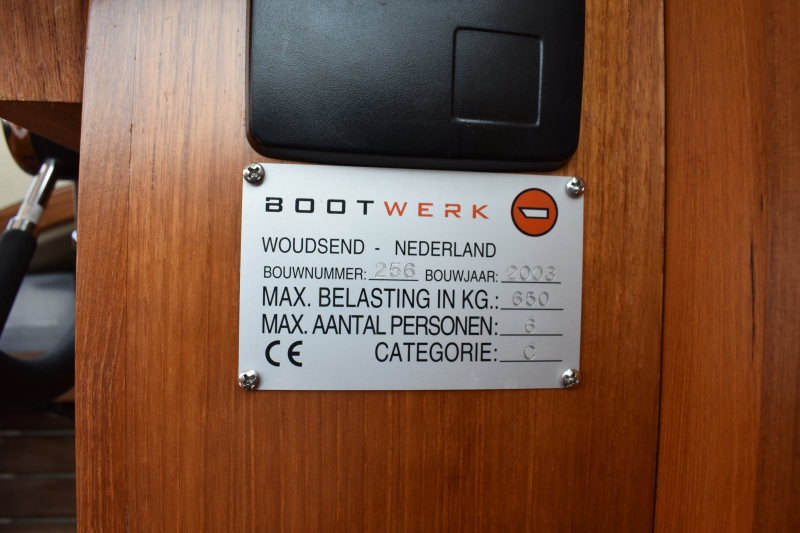 BOOTWERK
WOUDSEND - NEDERLAND
BOUWNUMMER: 256 BOUWJAAR: 2003
MAX. BELASTING IN KG.: 650
MAX. AANTAL PERSONEN: 6
CE CATEGORIE: C